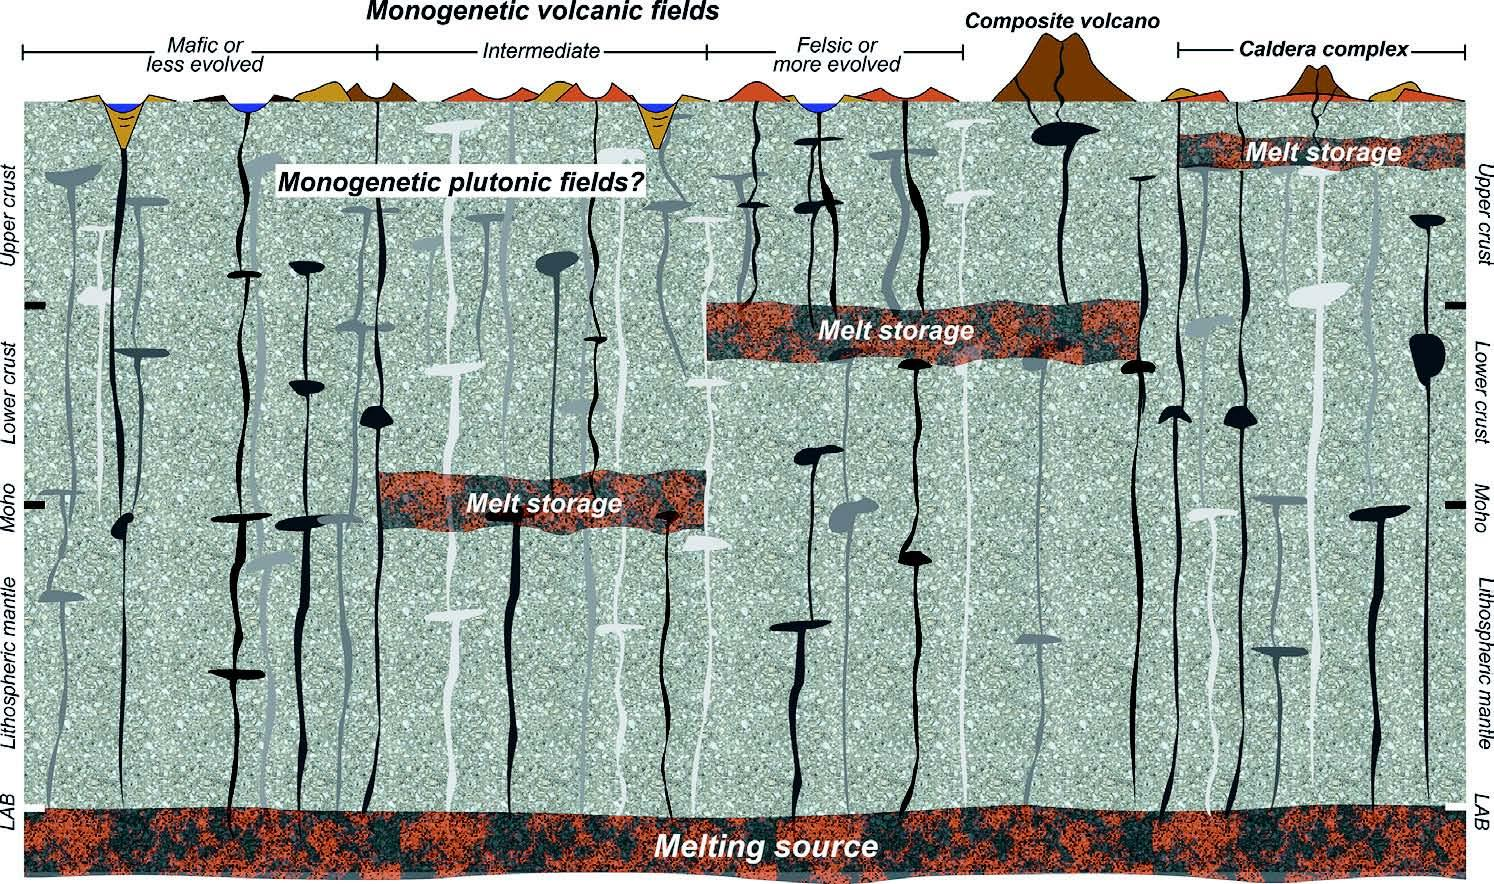 Monogenetic volcanic fields
Composite volcano
Mafic or
less evolved
Intermediate
Felsic or
more evolved
Caldera complex
Melt storage
Monogenetic plutonic fields?
Melt storage
Melt storage
Melting source
Upper crust
Lower crust
Moho
Lithospheric mantle
LAB
Upper crust
Lower crust
Moho
Lithospheric mantle
LAB